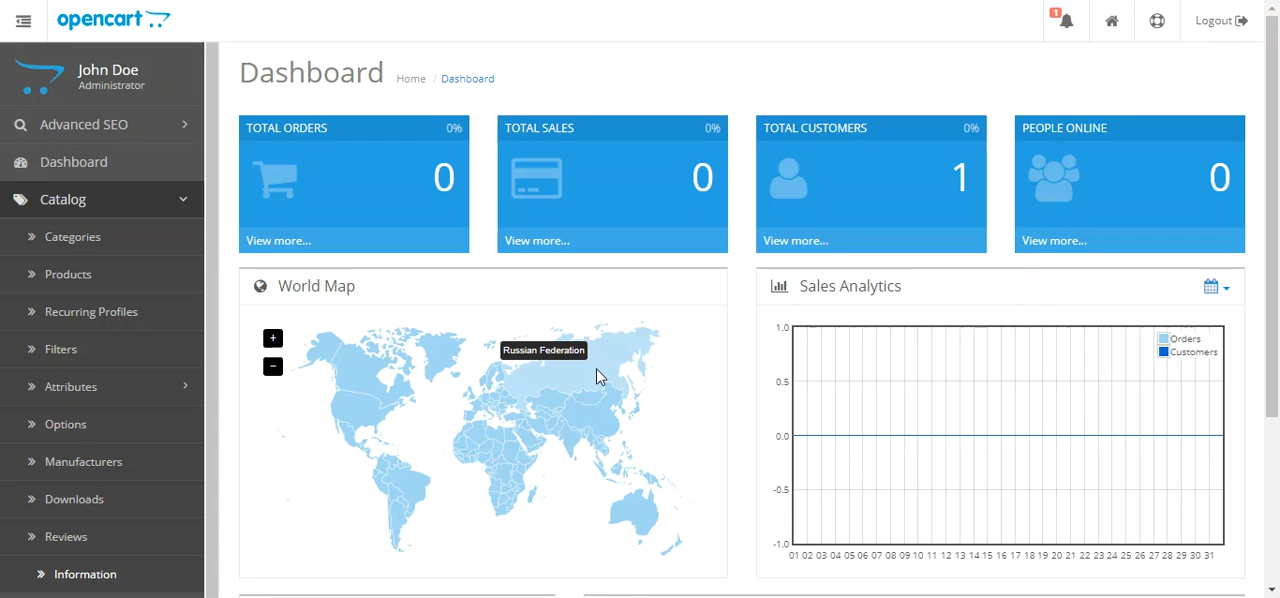 opencart
1
Logout
John Doe
Administrator
Advanced SEO
Dashboard
Catalog
Categories
Products
Recurring Profiles
Filters
Attributes
Options
Manufacturers
Downloads
Reviews
Information
Dashboard
Home / Dashboard
TOTAL ORDERS 0%
0
View more...
TOTAL SALES 0%
0
View more...
TOTAL CUSTOMERS 0%
1
View more...
PEOPLE ONLINE
0
View more...
World Map
+
−
Russian Federation
Sales Analytics
Orders
Customers
1.0
0.5
0.0
-0.5
-1.0
01 02 03 04 05 06 07 08 09 10 11 12 13 14 15 16 17 18 19 20 21 22 23 24 25 26 27 28 29 30 31